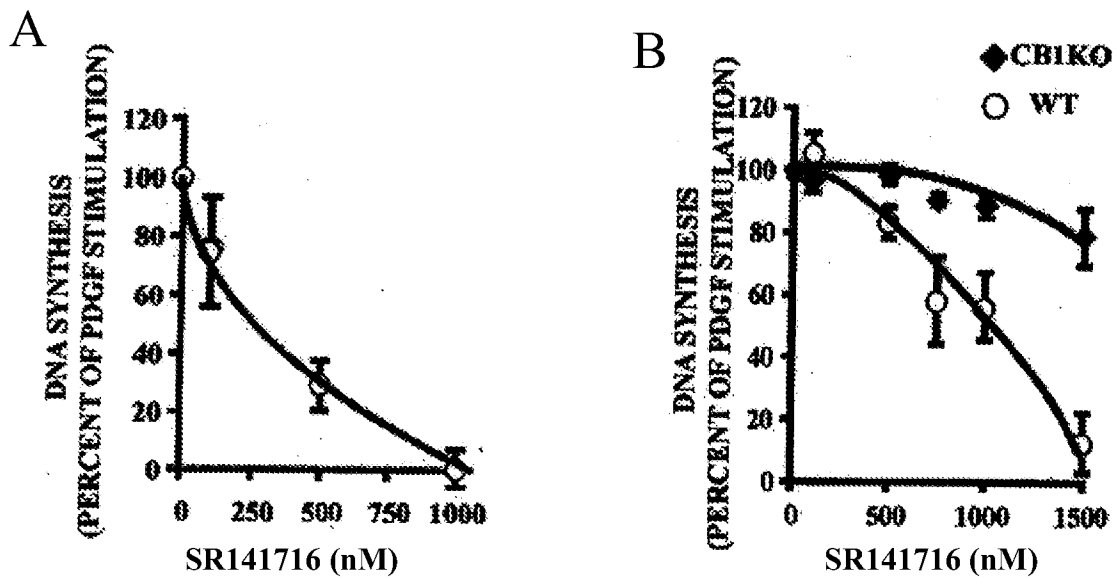 A
DNA SYNTHESIS
(PERCENT OF PDGF STIMULATION)
120
100
80
60
40
20
0
0 250 500 750 1000
SR141716 (nM)
B
CB1KO
WT
DNA SYNTHESIS
(PERCENT OF PDGF STIMULATION)
120
100
80
60
40
20
0
0 500 1000 1500
SR141716 (nM)